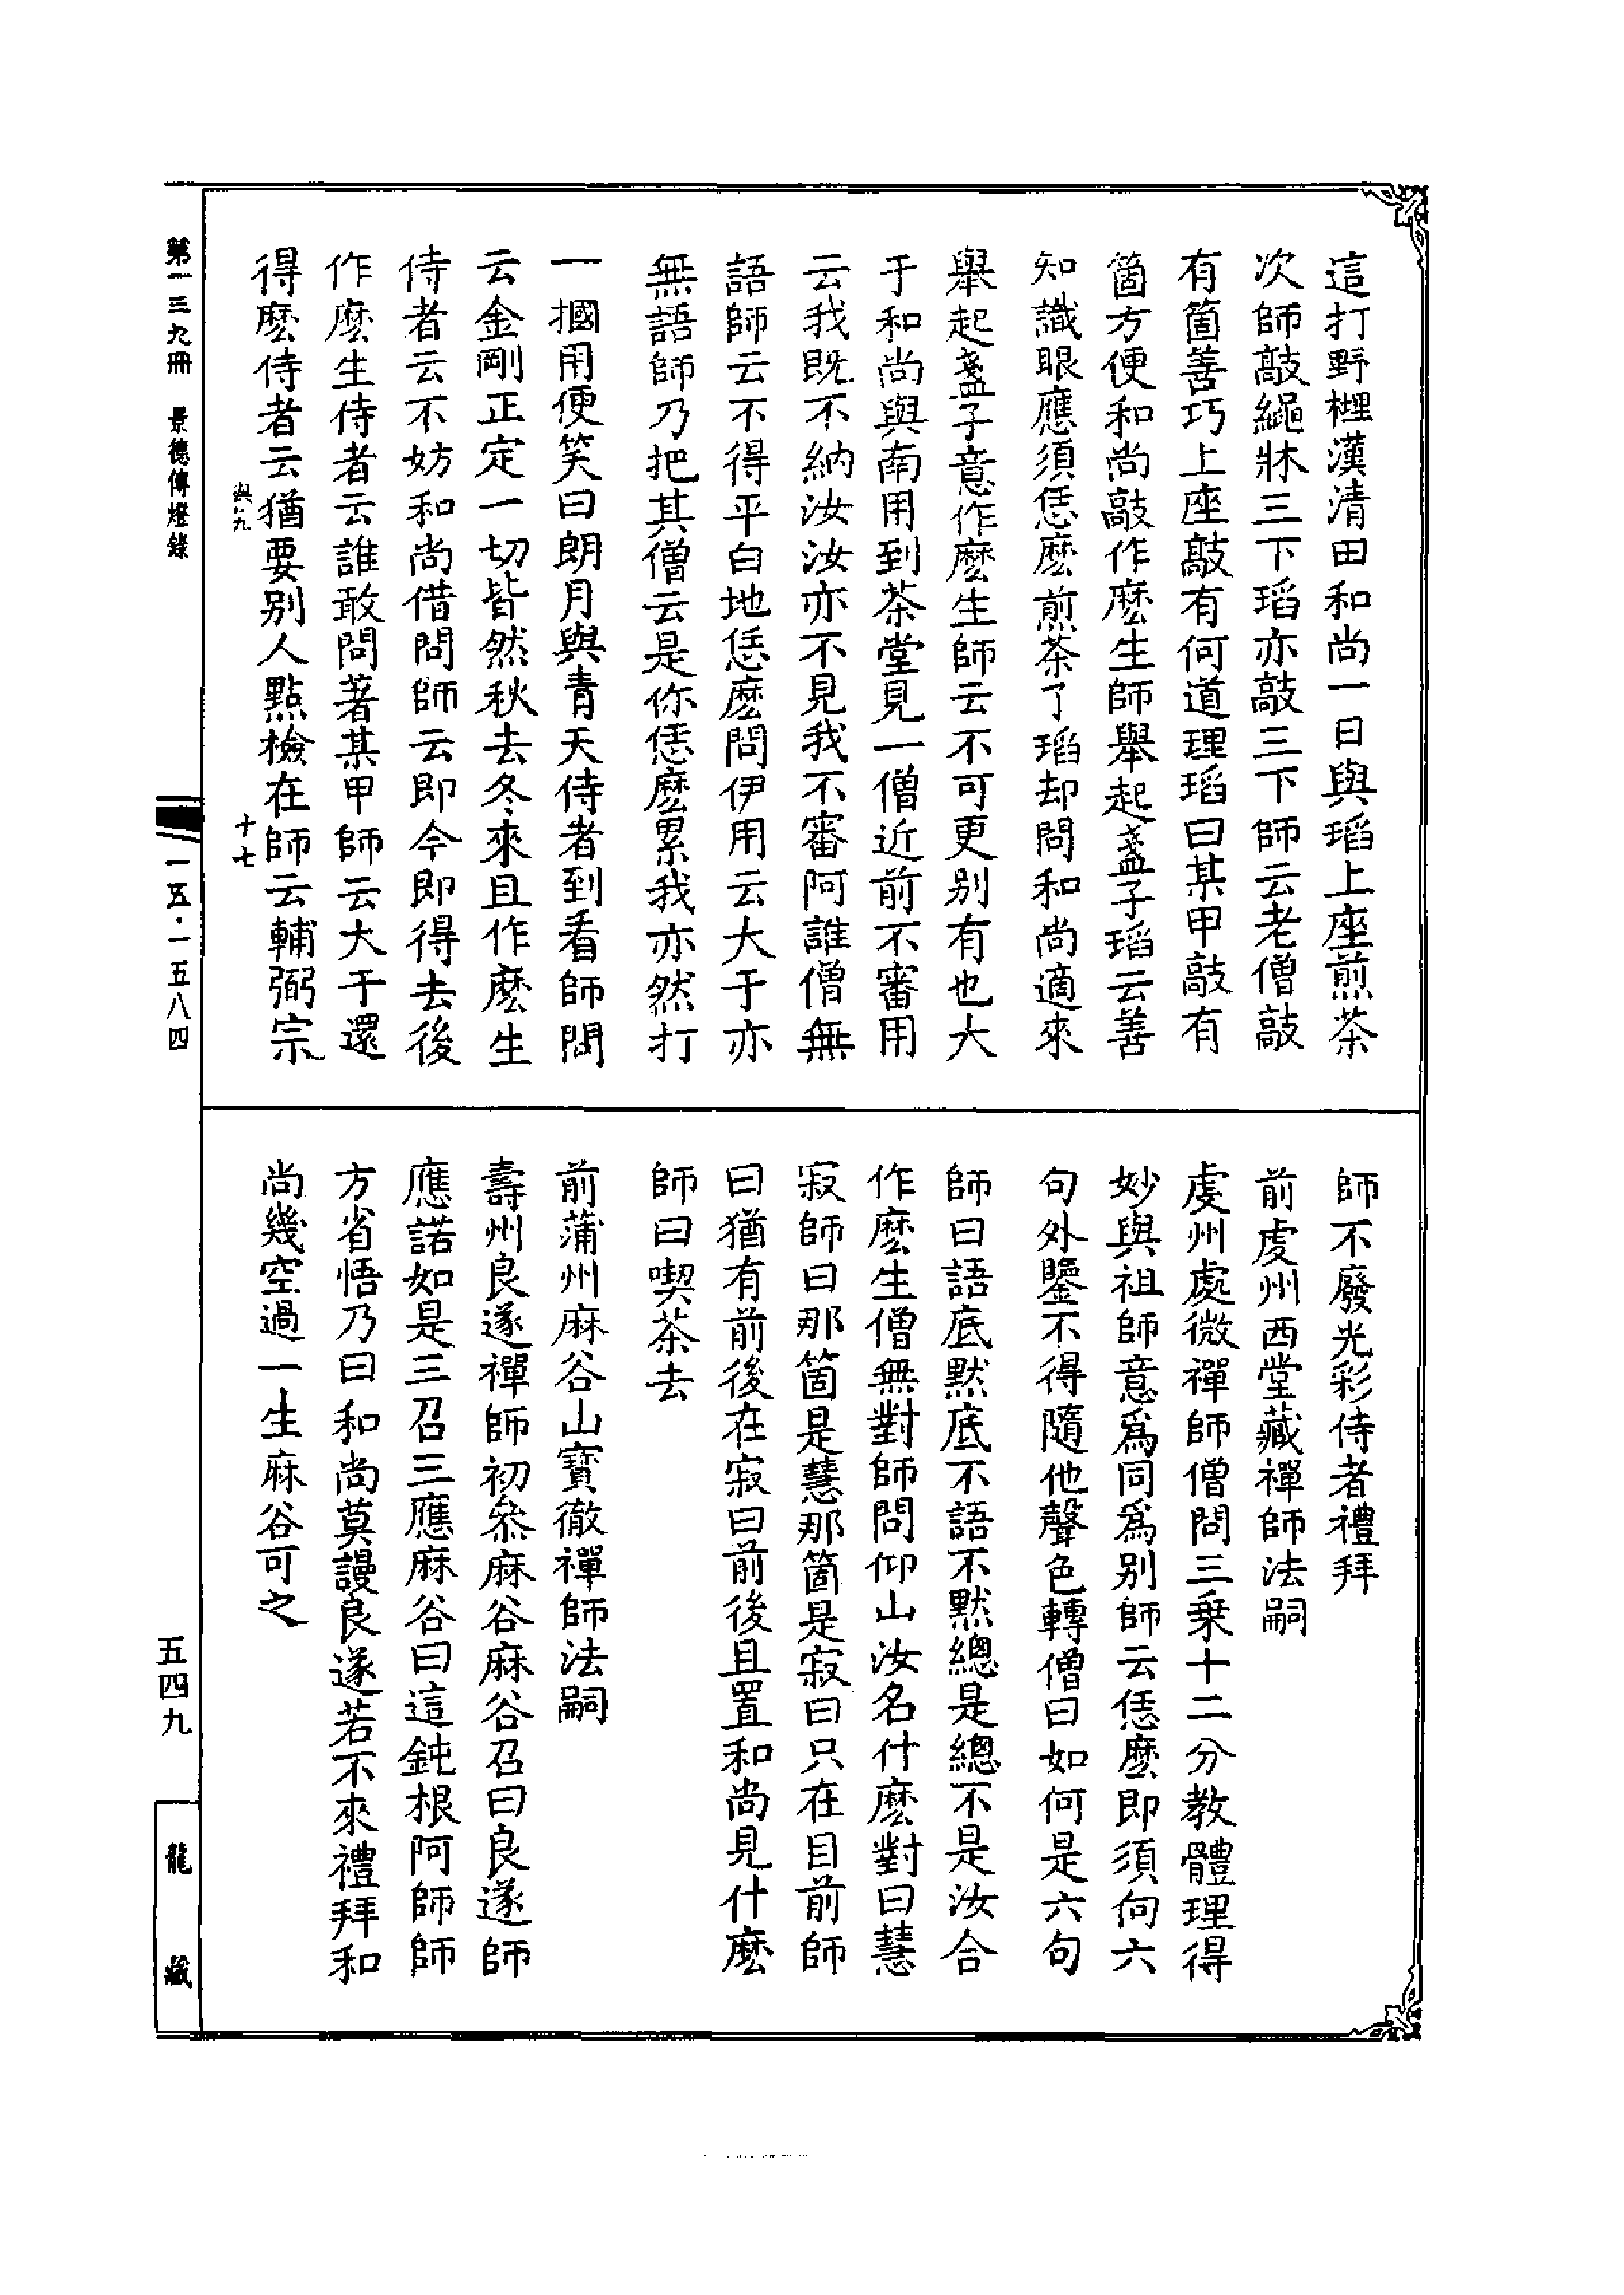 這打野榸漢清田和尚一日與瑫上座煎茶
次師敲繩牀三下瑫亦敲三下師云老僧敲
有箇善巧上座敲有何道理瑫曰某甲敲有
箇方便和尚敲作麽生師舉起盞子瑫云善
知識眼應須恁麽煎茶了瑫却問和尚適來
舉起盞子意作麽生師云不可更别有也大
于和尚與南用到茶堂見一僧近前不審用
云我既不納汝汝亦不見我不審阿誰僧無
語師云不得平白地恁麽問伊用云大于亦
無語師乃把其僧云是你恁麽累我亦然打
一摑用便笑曰朗月與青天侍者到看師問
云金剛正定一切皆然秋去冬來且作麽生
侍者云不妨和尚借問師云即今即得去後
作麽生侍者云誰敢問著某甲師云大于還
得麽侍者云猶要别人點檢在師云輔弼宗
師不廢光彩侍者禮拜
前虔州西堂藏禪師法嗣
虔州處微禪師僧問三乗十二分教體理得
妙與祖師意爲同爲别師云恁麽即須向六
句外鑒不得隨他聲色轉僧曰如何是六句
師曰語底默底不語不默總是總不是汝合
作麽生僧無對師問仰山汝名什麽對曰慧
寂師曰那箇是慧那箇是寂曰只在目前師
曰猶有前後在寂曰前後且置和尚見什麽
師曰喫茶去
前蒲州麻谷山寳徹禪師法嗣
壽州良遂禪師初叅麻谷麻谷召曰良遂師
應諾如是三召三應麻谷曰這鈍根阿師師
方省悟乃曰和尚莫謾良遂若不來禮拜和
尚幾空過一生麻谷可之
與九
十七
第一三九冊 景德傳燈錄
一五·一五八四
五四九
龍藏